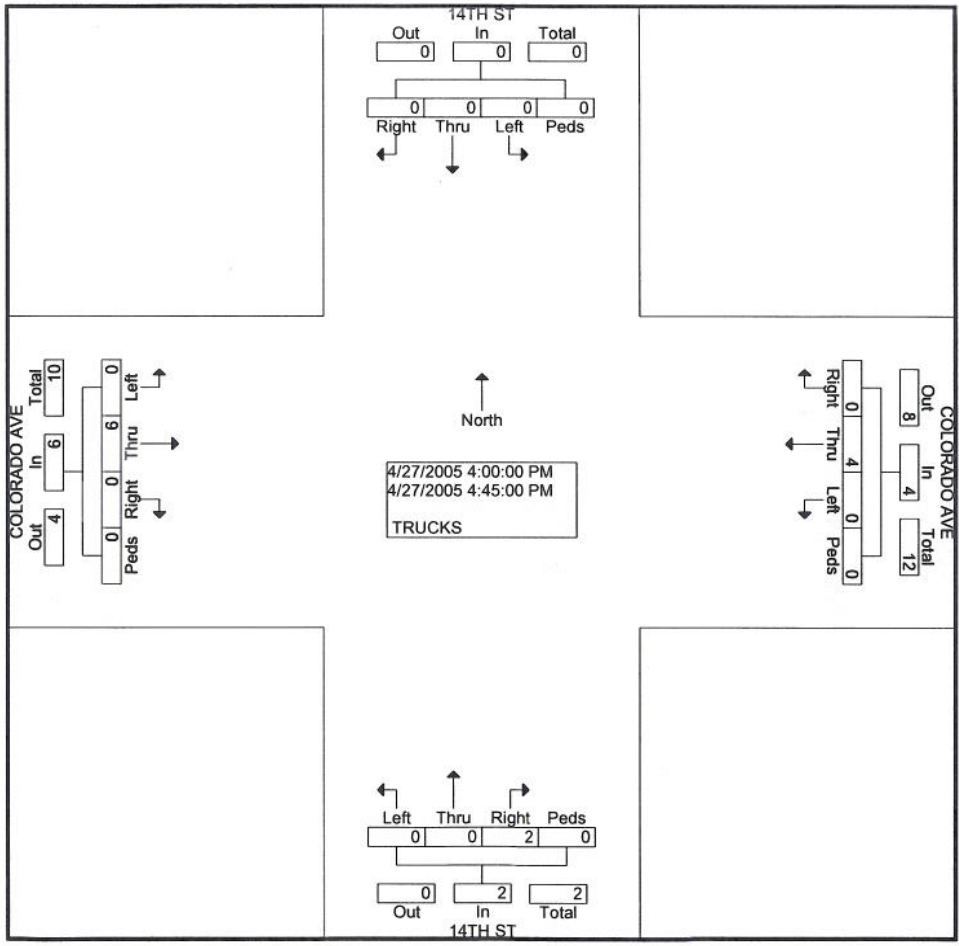 14TH ST
Out In Total
0 0 0
0 0 0 0
Right Thru Left Peds
COLORADO AVE
Total In Out
10 6 4
0 6 0 0
Left Thru Right Peds
North
4/27/2005 4:00:00 PM
4/27/2005 4:45:00 PM
TRUCKS
Right Thru Left Peds
0 4 0 0
8 4 12
Out In Total
COLORADO AVE
Left Thru Right Peds
0 0 2 0
0 2 2
Out In Total
14TH ST